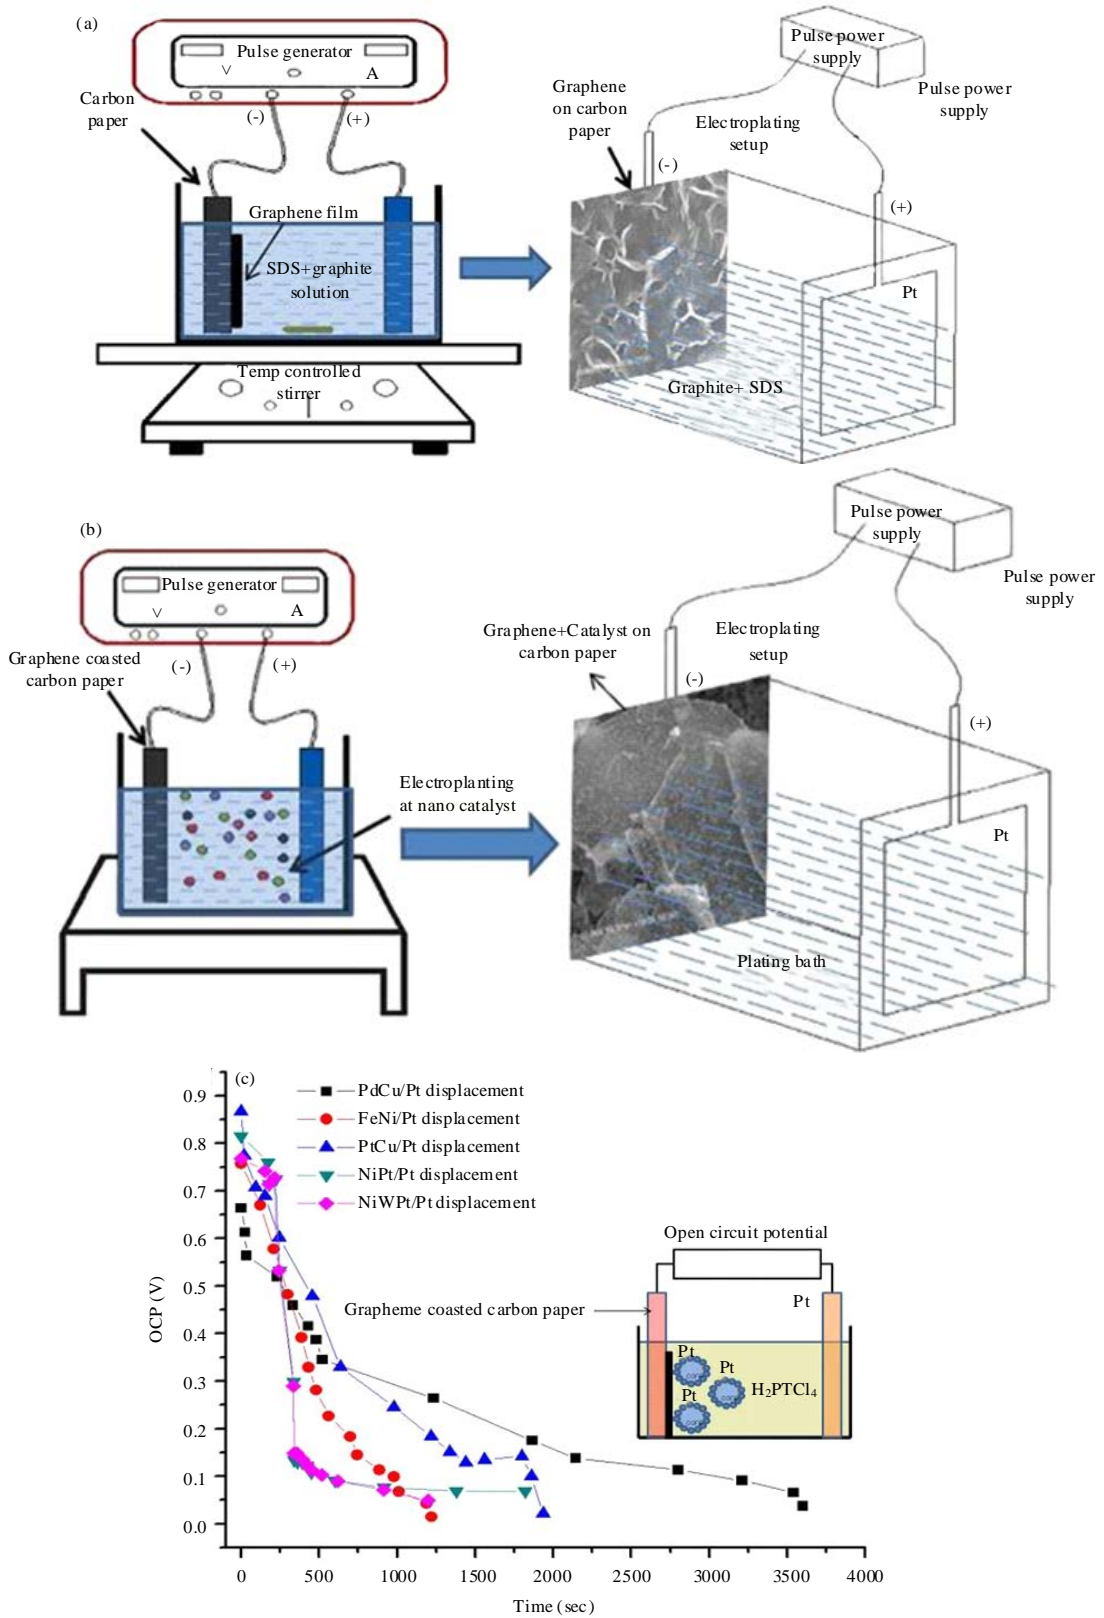 (a)
Pulse generator
V
A
(-)
(+)
Carbon
paper
Graphene film
SDS+graphite
solution
Temp controlled
stirrer
Pulse power
supply
Pulse power
supply
Graphene
on carbon
paper
Electroplating
setup
(-)
(+)
Pt
Graphite+ SDS
(b)
Pulse generator
V
A
(-)
(+)
Graphene coasted
carbon paper
Electroplanting
at nano catalyst
Pulse power
supply
Pulse power
supply
Graphene+Catalyst on
carbon paper
Electroplating
setup
(-)
(+)
Pt
Plating bath
(c)
PdCu/Pt displacement
FeNi/Pt displacement
PtCu/Pt displacement
NiPt/Pt displacement
NiWPt/Pt displacement
OCP (V)
0.9
0.8
0.7
0.6
0.5
0.4
0.3
0.2
0.1
0.0
Open circuit potential
Grapheme coasted carbon paper
Pt
Pt
Pt
Pt
H₂PTCl₄
0 500 1000 1500 2000 2500 3000 3500 4000
Time (sec)